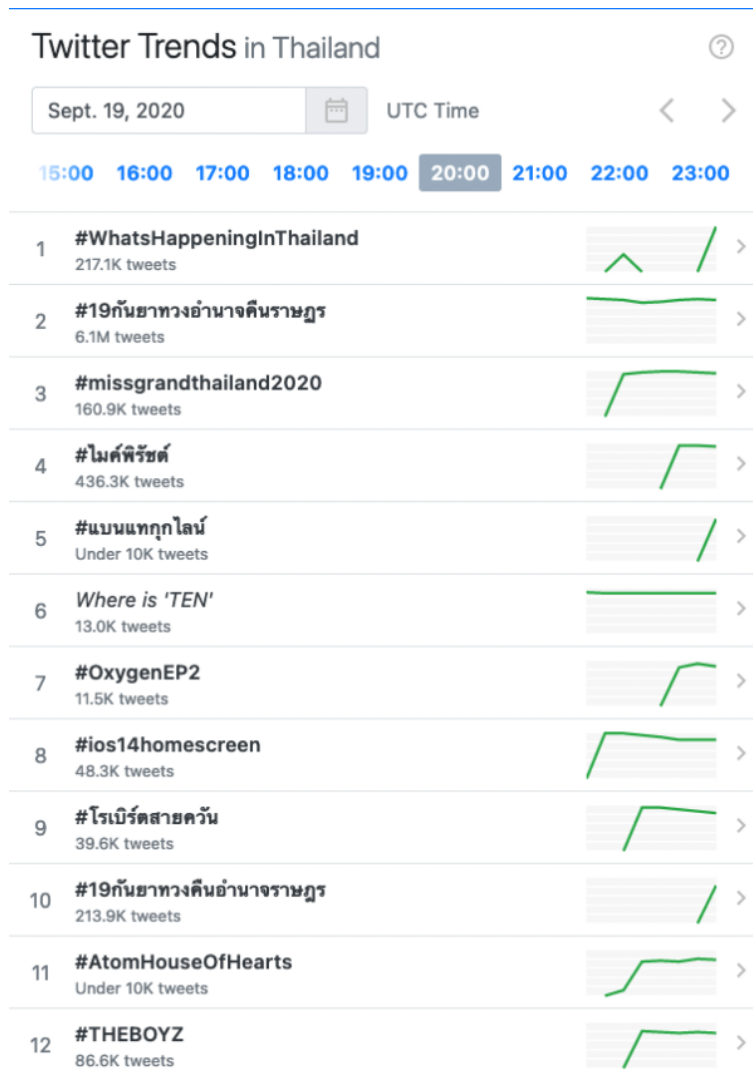 Twitter Trends in Thailand
Sept. 19, 2020 UTC Time
15:00 16:00 17:00 18:00 19:00 20:00 21:00 22:00 23:00
1 #WhatsHappeningInThailand
217.1K tweets
2 #19กันยาทวงอำนาจคืนราษฎร
6.1M tweets
3 #missgrandthailand2020
160.9K tweets
4 #ไมค์พิรัชต์
436.3K tweets
5 #แบนแทกุกไลน์
Under 10K tweets
6 Where is 'TEN'
13.0K tweets
7 #OxygenEP2
11.5K tweets
8 #ios14homescreen
48.3K tweets
9 #โรเบิร์ตสายควัน
39.6K tweets
10 #19กันยาทวงคืนอำนาจราษฎร
213.9K tweets
11 #AtomHouseOfHearts
Under 10K tweets
12 #THEBOYZ
86.6K tweets